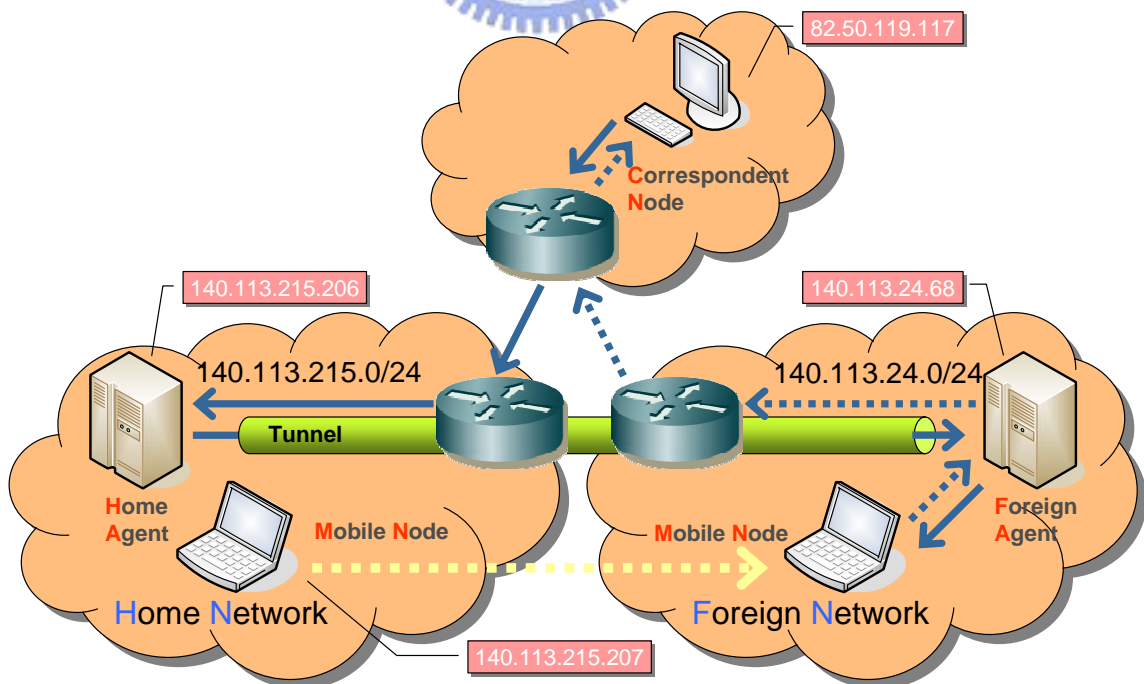 82.50.119.117
Correspondent
Node
140.113.215.206
140.113.24.68
140.113.215.0/24
140.113.24.0/24
Tunnel
Home
Agent
Mobile Node
Mobile Node
Foreign
Agent
Home Network
Foreign Network
140.113.215.207